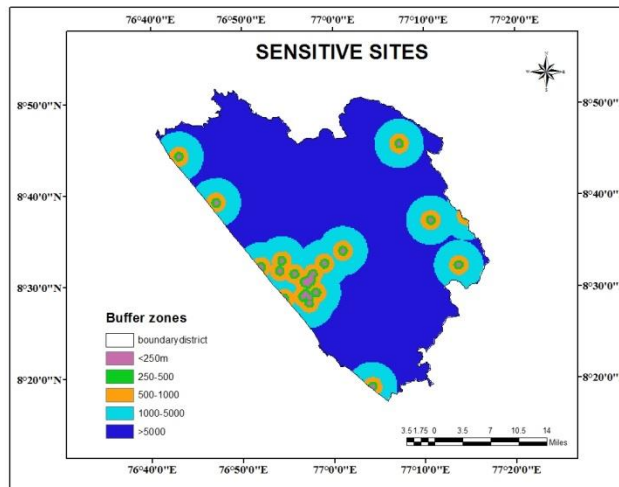 76°40'0"E 76°50'0"E 77°0'0"E 77°10'0"E 77°20'0"E
SENSITIVE SITES
8°50'0"N 8°50'0"N
8°40'0"N 8°40'0"N
8°30'0"N 8°30'0"N
8°20'0"N 8°20'0"N
Buffer zones
boundarydistrict
<250m
250-500
500-1000
1000-5000
>5000
3.5 1.75 0 3.5 7 10.5 14
Miles
76°40'0"E 76°50'0"E 77°0'0"E 77°10'0"E 77°20'0"E